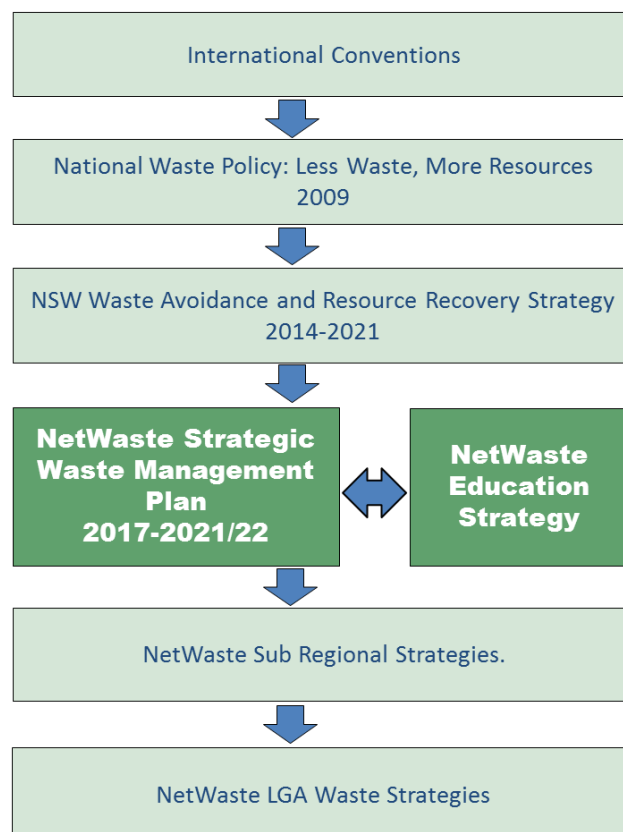 International Conventions
National Waste Policy: Less Waste, More Resources
2009
NSW Waste Avoidance and Resource Recovery Strategy
2014-2021
NetWaste Strategic
Waste Management
Plan
2017-2021/22
NetWaste
Education
Strategy
NetWaste Sub Regional Strategies.
NetWaste LGA Waste Strategies